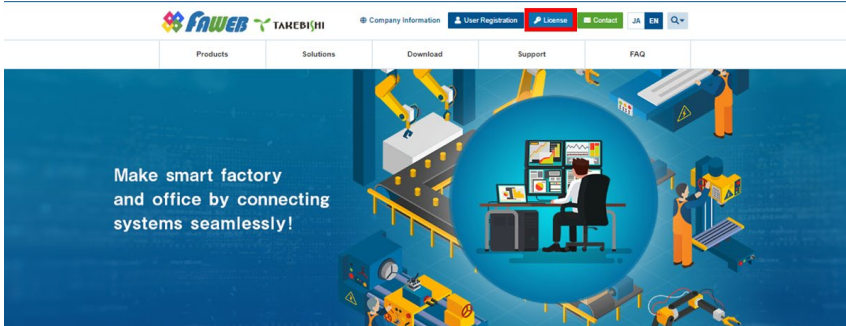 FAWEB TAKEBISHI
Company Information User Registration License Contact JA EN
Products Solutions Download Support FAQ
Make smart factory
and office by connecting
systems seamlessly!